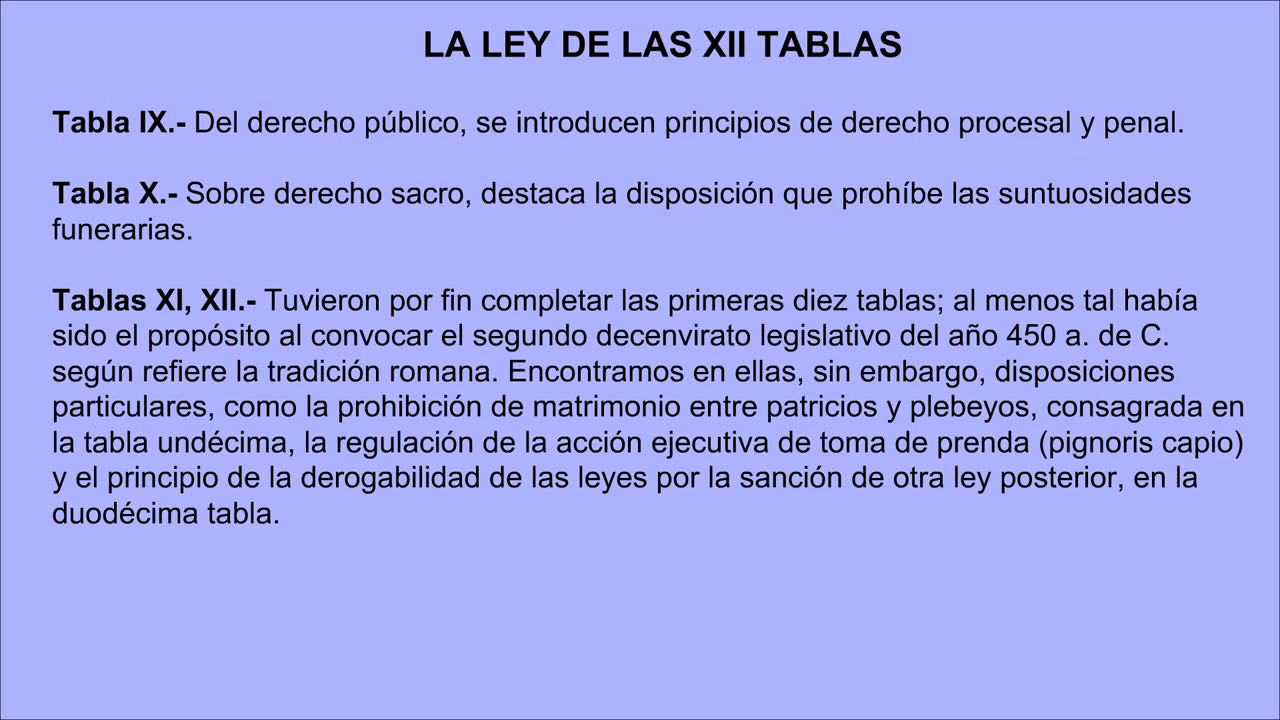 LA LEY DE LAS XII TABLAS
Tabla IX.- Del derecho público, se introducen principios de derecho procesal y penal.
Tabla X.- Sobre derecho sacro, destaca la disposición que prohíbe las suntuosidades
funerarias.
Tablas XI, XII.- Tuvieron por fin completar las primeras diez tablas; al menos tal había
sido el propósito al convocar el segundo decenvirato legislativo del año 450 a. de C.
según refiere la tradición romana. Encontramos en ellas, sin embargo, disposiciones
particulares, como la prohibición de matrimonio entre patricios y plebeyos, consagrada en
la tabla undécima, la regulación de la acción ejecutiva de toma de prenda (pignoris capio)
y el principio de la derogabilidad de las leyes por la sanción de otra ley posterior, en la
duodécima tabla.